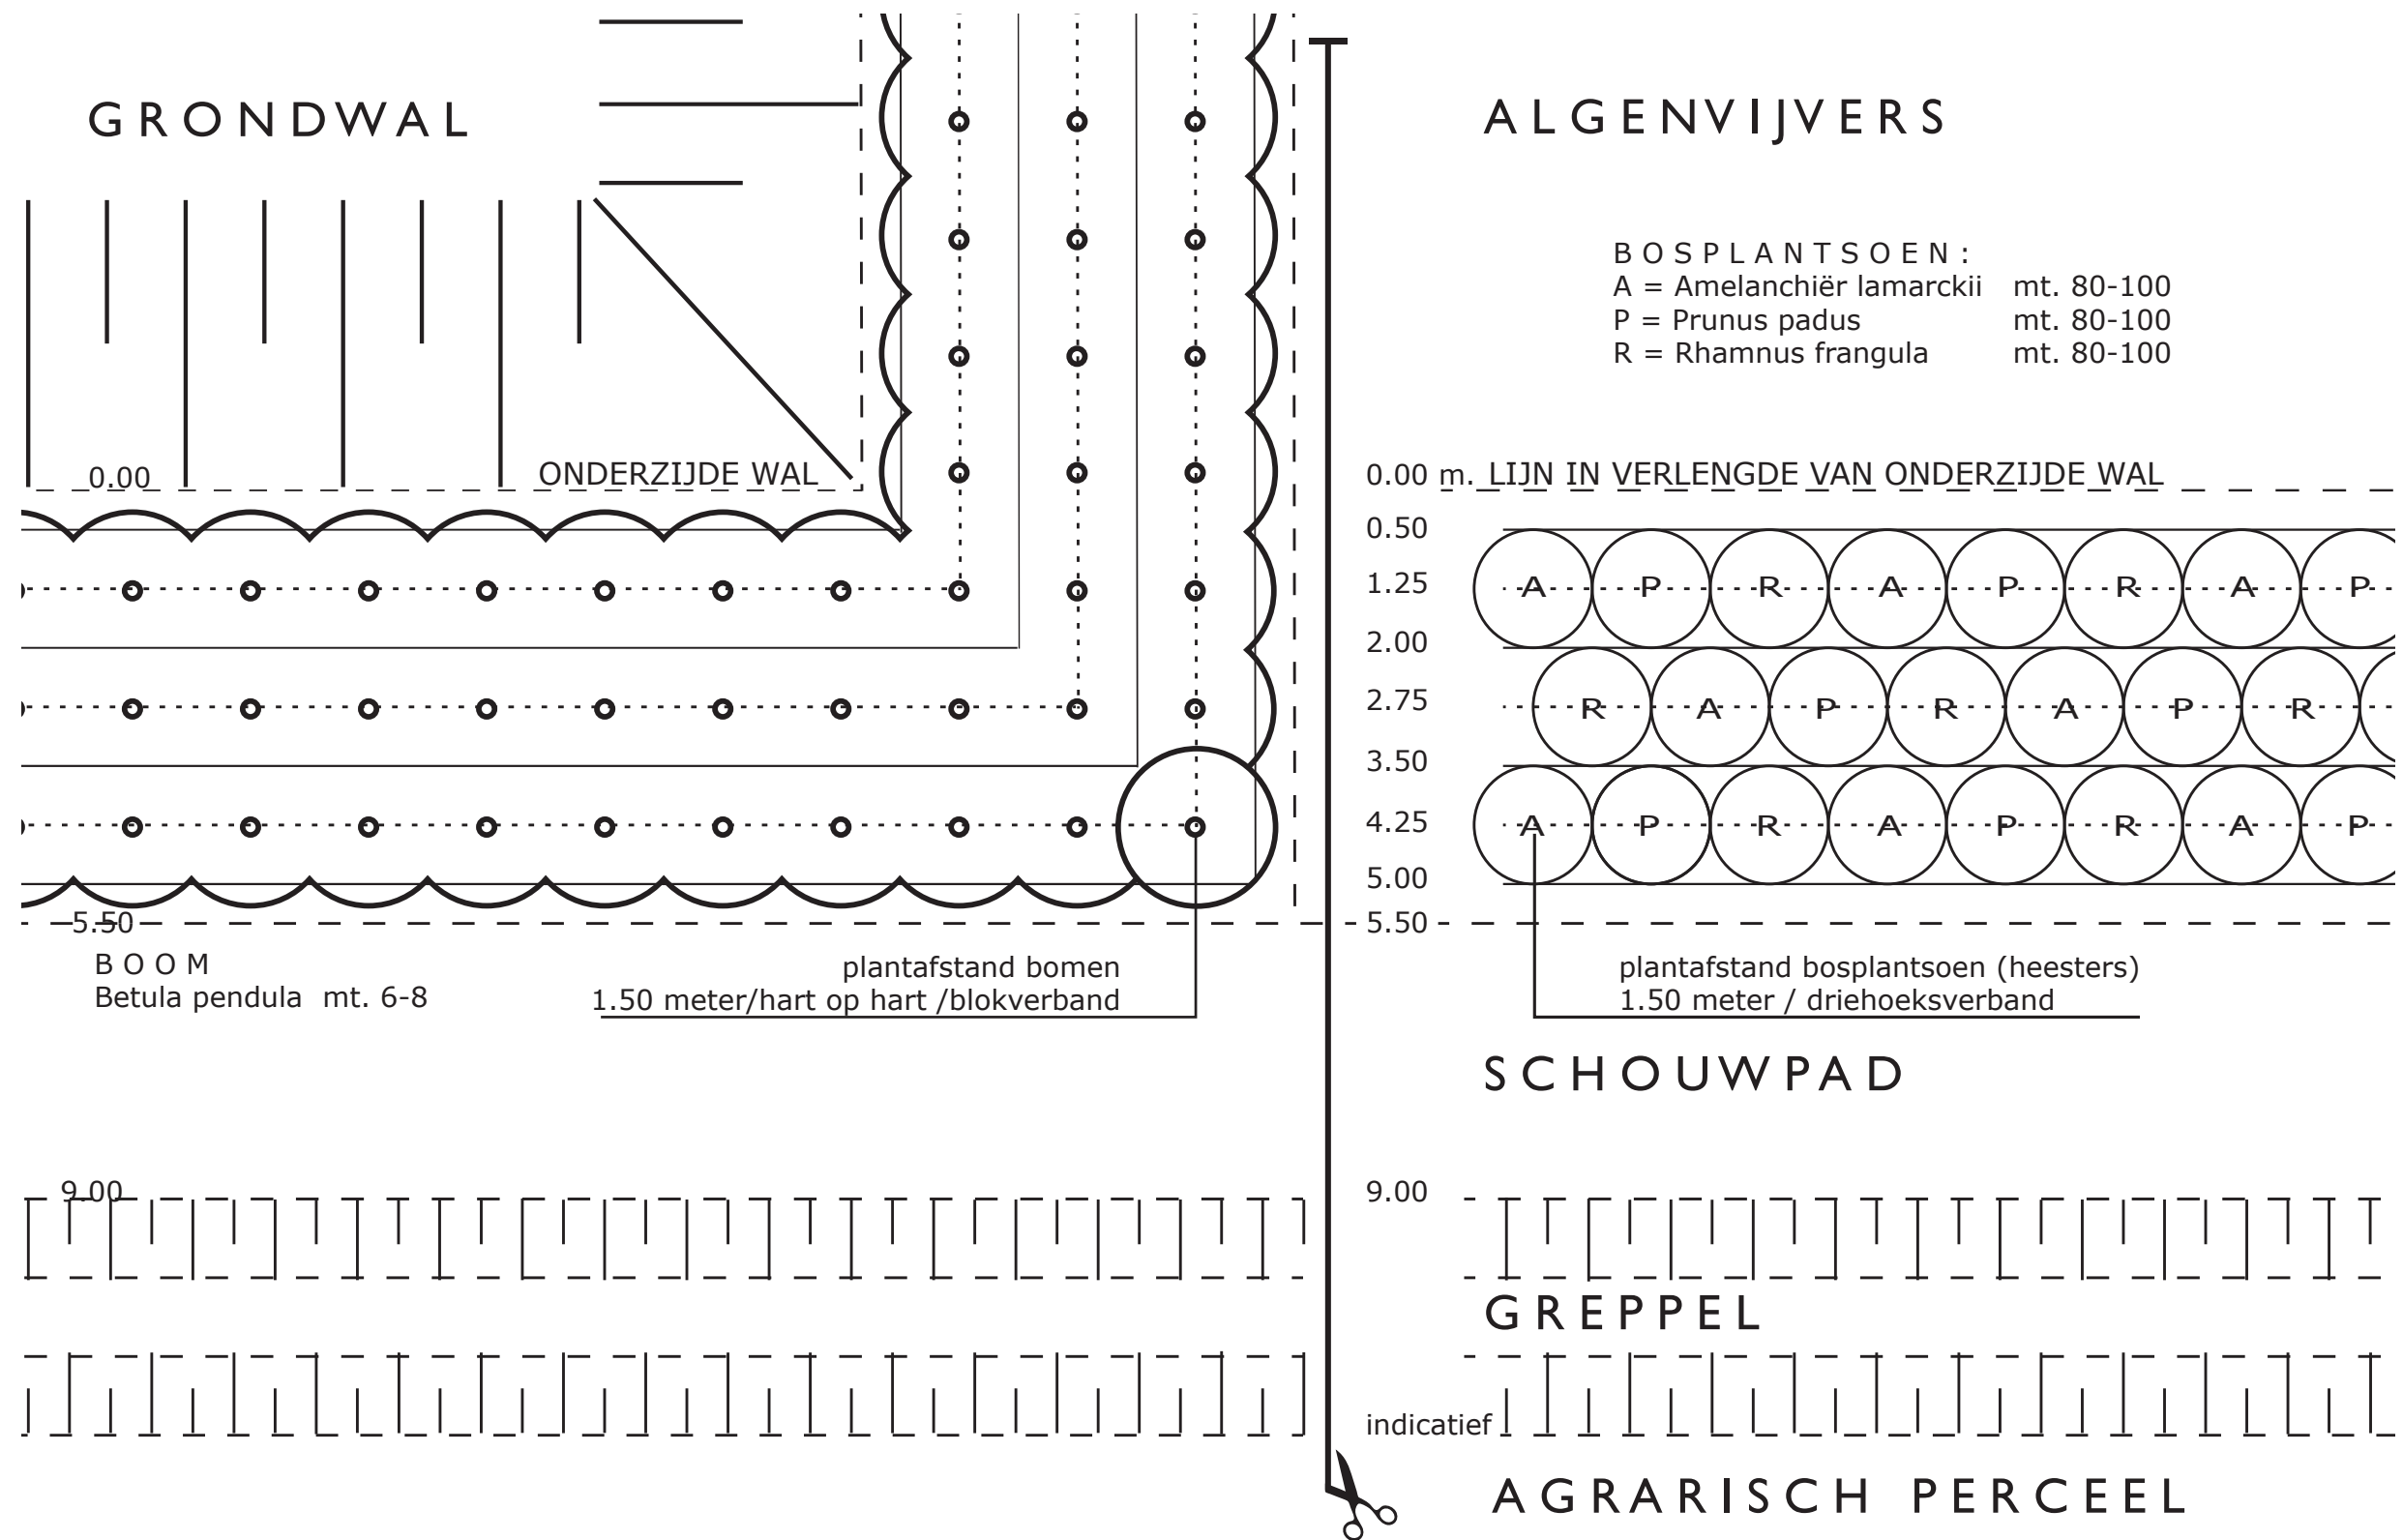 GRONDWAL
0.00
ONDERZIJDE WAL
5.50
BOOM
Betula pendula mt. 6-8
plantafstand bomen
1.50 meter/hart op hart /blokverband
9.00
ALGENVIJVERS
BOSPLANTSOEN:
A = Amelanchiër lamarckii mt. 80-100
P = Prunus padus mt. 80-100
R = Rhamnus frangula mt. 80-100
0.00 m. LIJN IN VERLENGDE VAN ONDERZIJDE WAL
0.50
1.25 A P R A P R A P
2.00
2.75 R A P R A P R
3.50
4.25 A P R A P R A P
5.00
5.50
plantafstand bosplantsoen (heesters)
1.50 meter / driehoeksverband
SCHOUWPAD
9.00
GREPPEL
indicatief
AGRARISCH PERCEEL